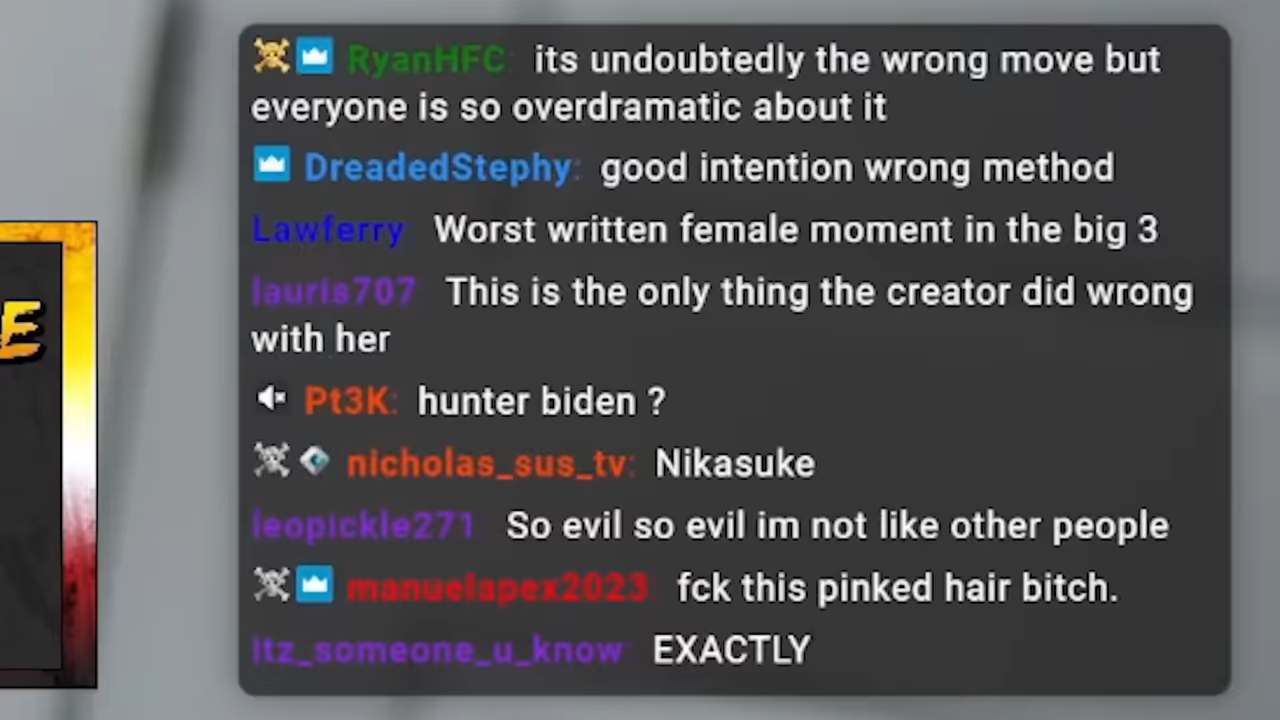 RyanHFC: its undoubtedly the wrong move but
everyone is so overdramatic about it
DreadedStephy: good intention wrong method
Lawferry: Worst written female moment in the big 3
lauris707: This is the only thing the creator did wrong
with her
E
Pt3K: hunter biden ?
nicholas_sus_tv: Nikasuke
leopickle271: So evil so evil im not like other people
manuelapex2023: fck this pinked hair bitch.
itz_someone_u_know: EXACTLY